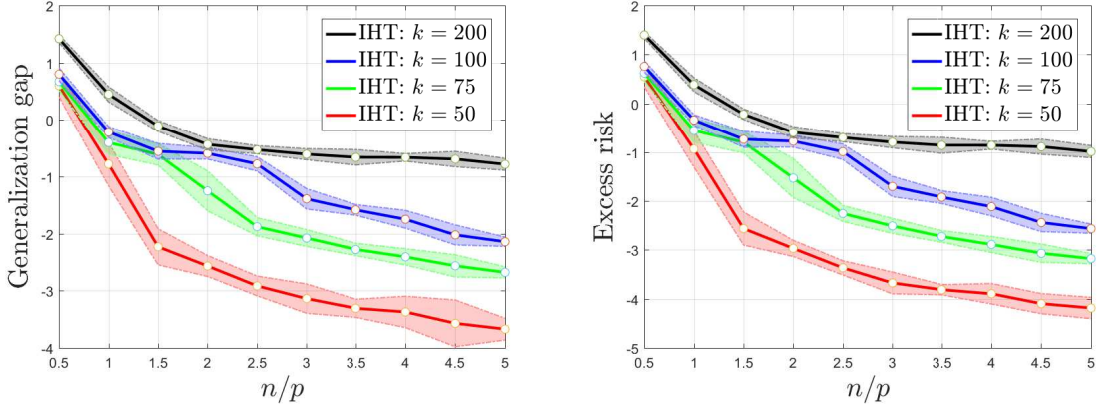 Generalization gap
2
1
0
-1
-2
-3
-4
0.5 1 1.5 2 2.5 3 3.5 4 4.5 5
n/p
IHT: k = 200
IHT: k = 100
IHT: k = 75
IHT: k = 50
Excess risk
2
1
0
-1
-2
-3
-4
-5
0.5 1 1.5 2 2.5 3 3.5 4 4.5 5
n/p
IHT: k = 200
IHT: k = 100
IHT: k = 75
IHT: k = 50